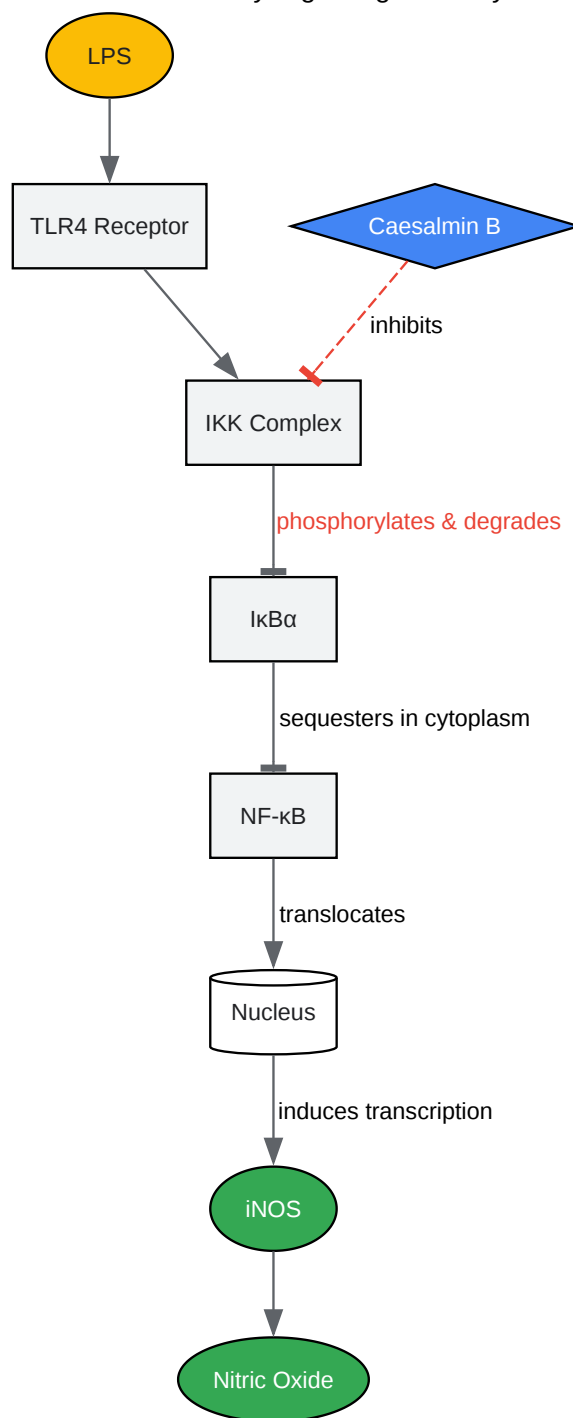 LPS
TLR4 Receptor
Caesalmin B
inhibits
IKK Complex
phosphorylates & degrades
IκBα
sequesters in cytoplasm
NF-κB
translocates
Nucleus
induces transcription
iNOS
Nitric Oxide